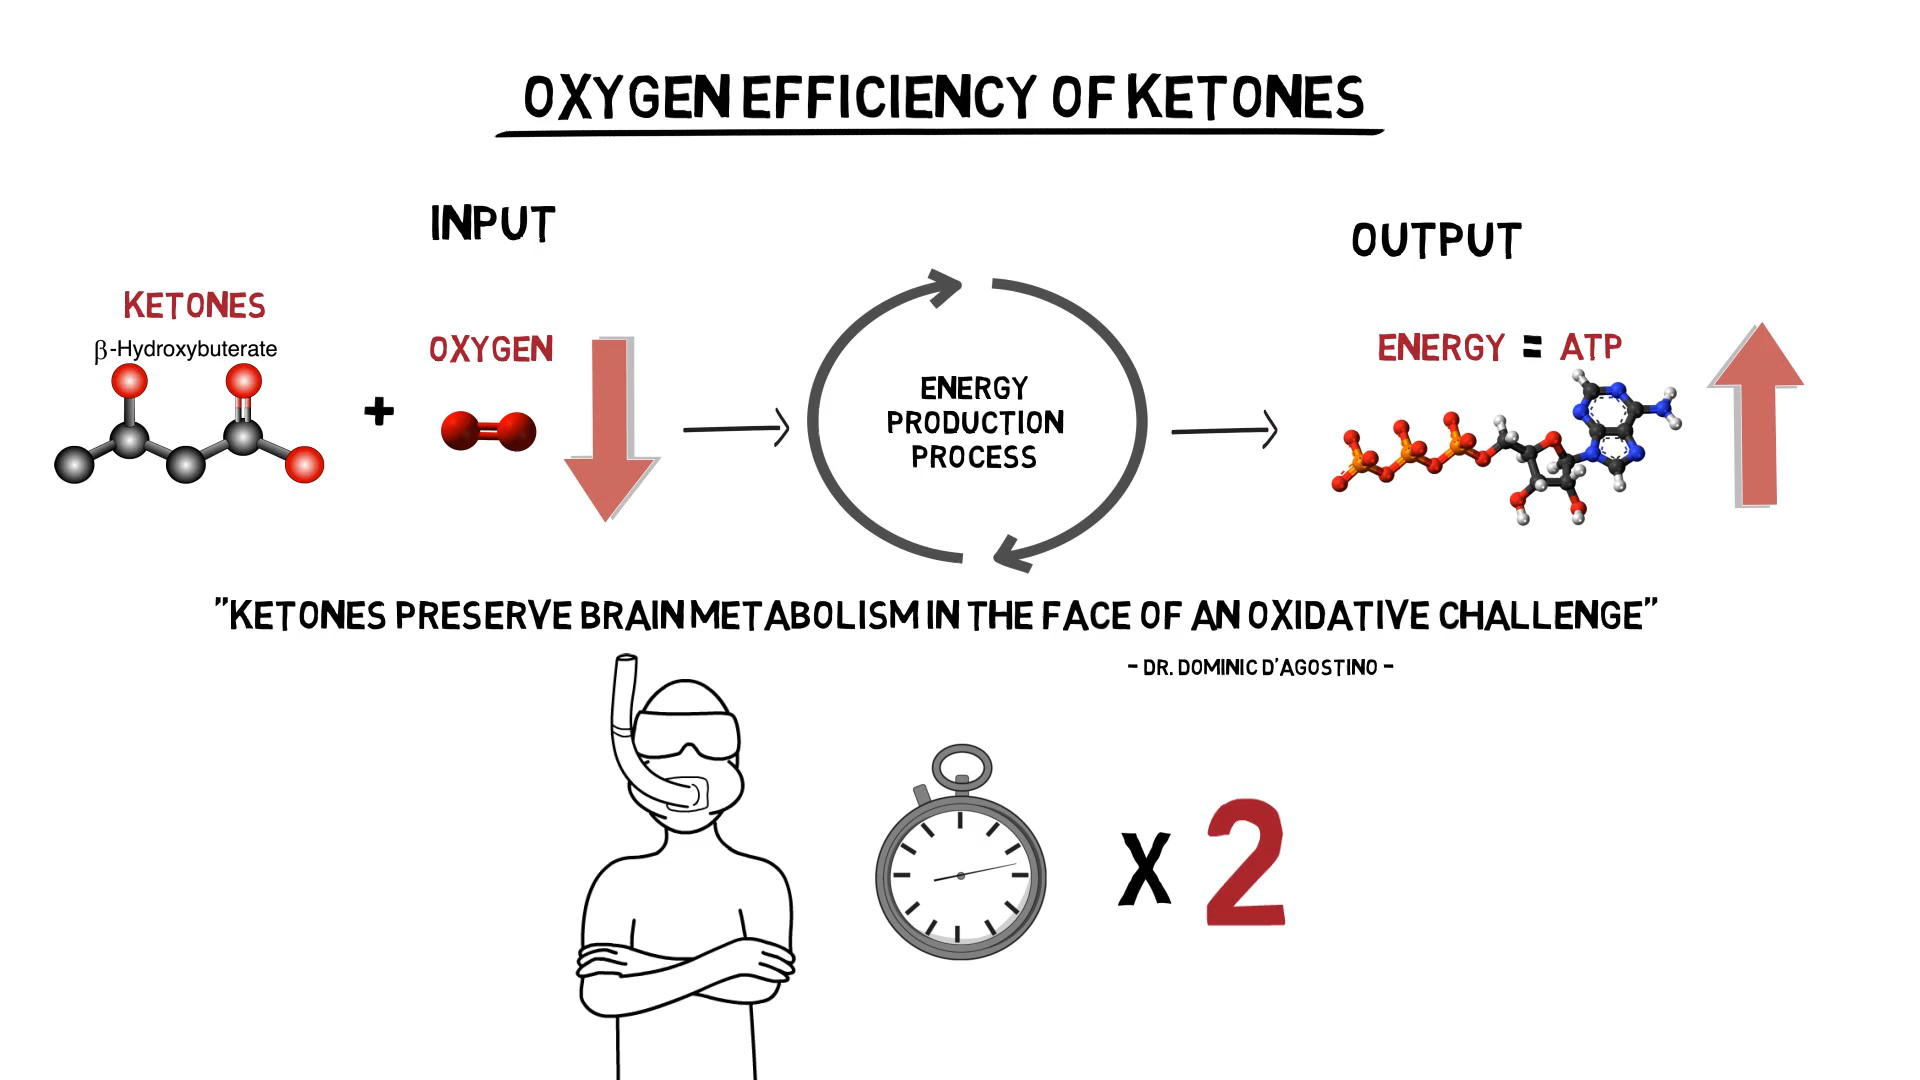 OXYGEN EFFICIENCY OF KETONES
INPUT
OUTPUT
KETONES
β-Hydroxybuterate
+
OXYGEN
ENERGY
PRODUCTION
PROCESS
ENERGY = ATP
"KETONES PRESERVE BRAIN METABOLISM IN THE FACE OF AN OXIDATIVE CHALLENGE"
- DR. DOMINIC D'AGOSTINO -
X 2